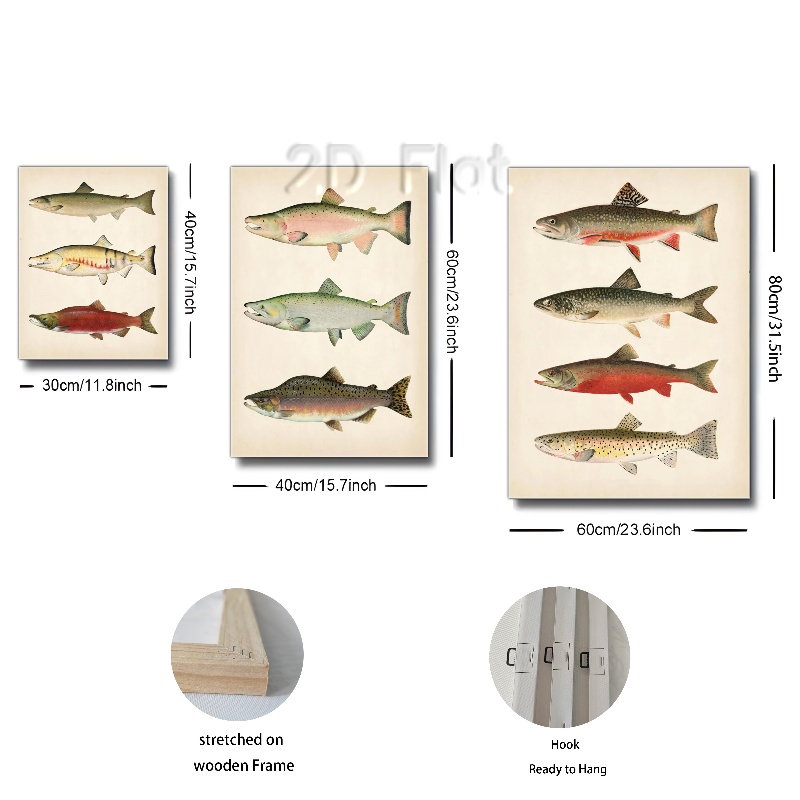 2D Flat
40cm/15.7inch
30cm/11.8inch
60cm/23.6inch
40cm/15.7inch
80cm/31.5inch
60cm/23.6inch
stretched on
wooden Frame
Hook
Ready to Hang